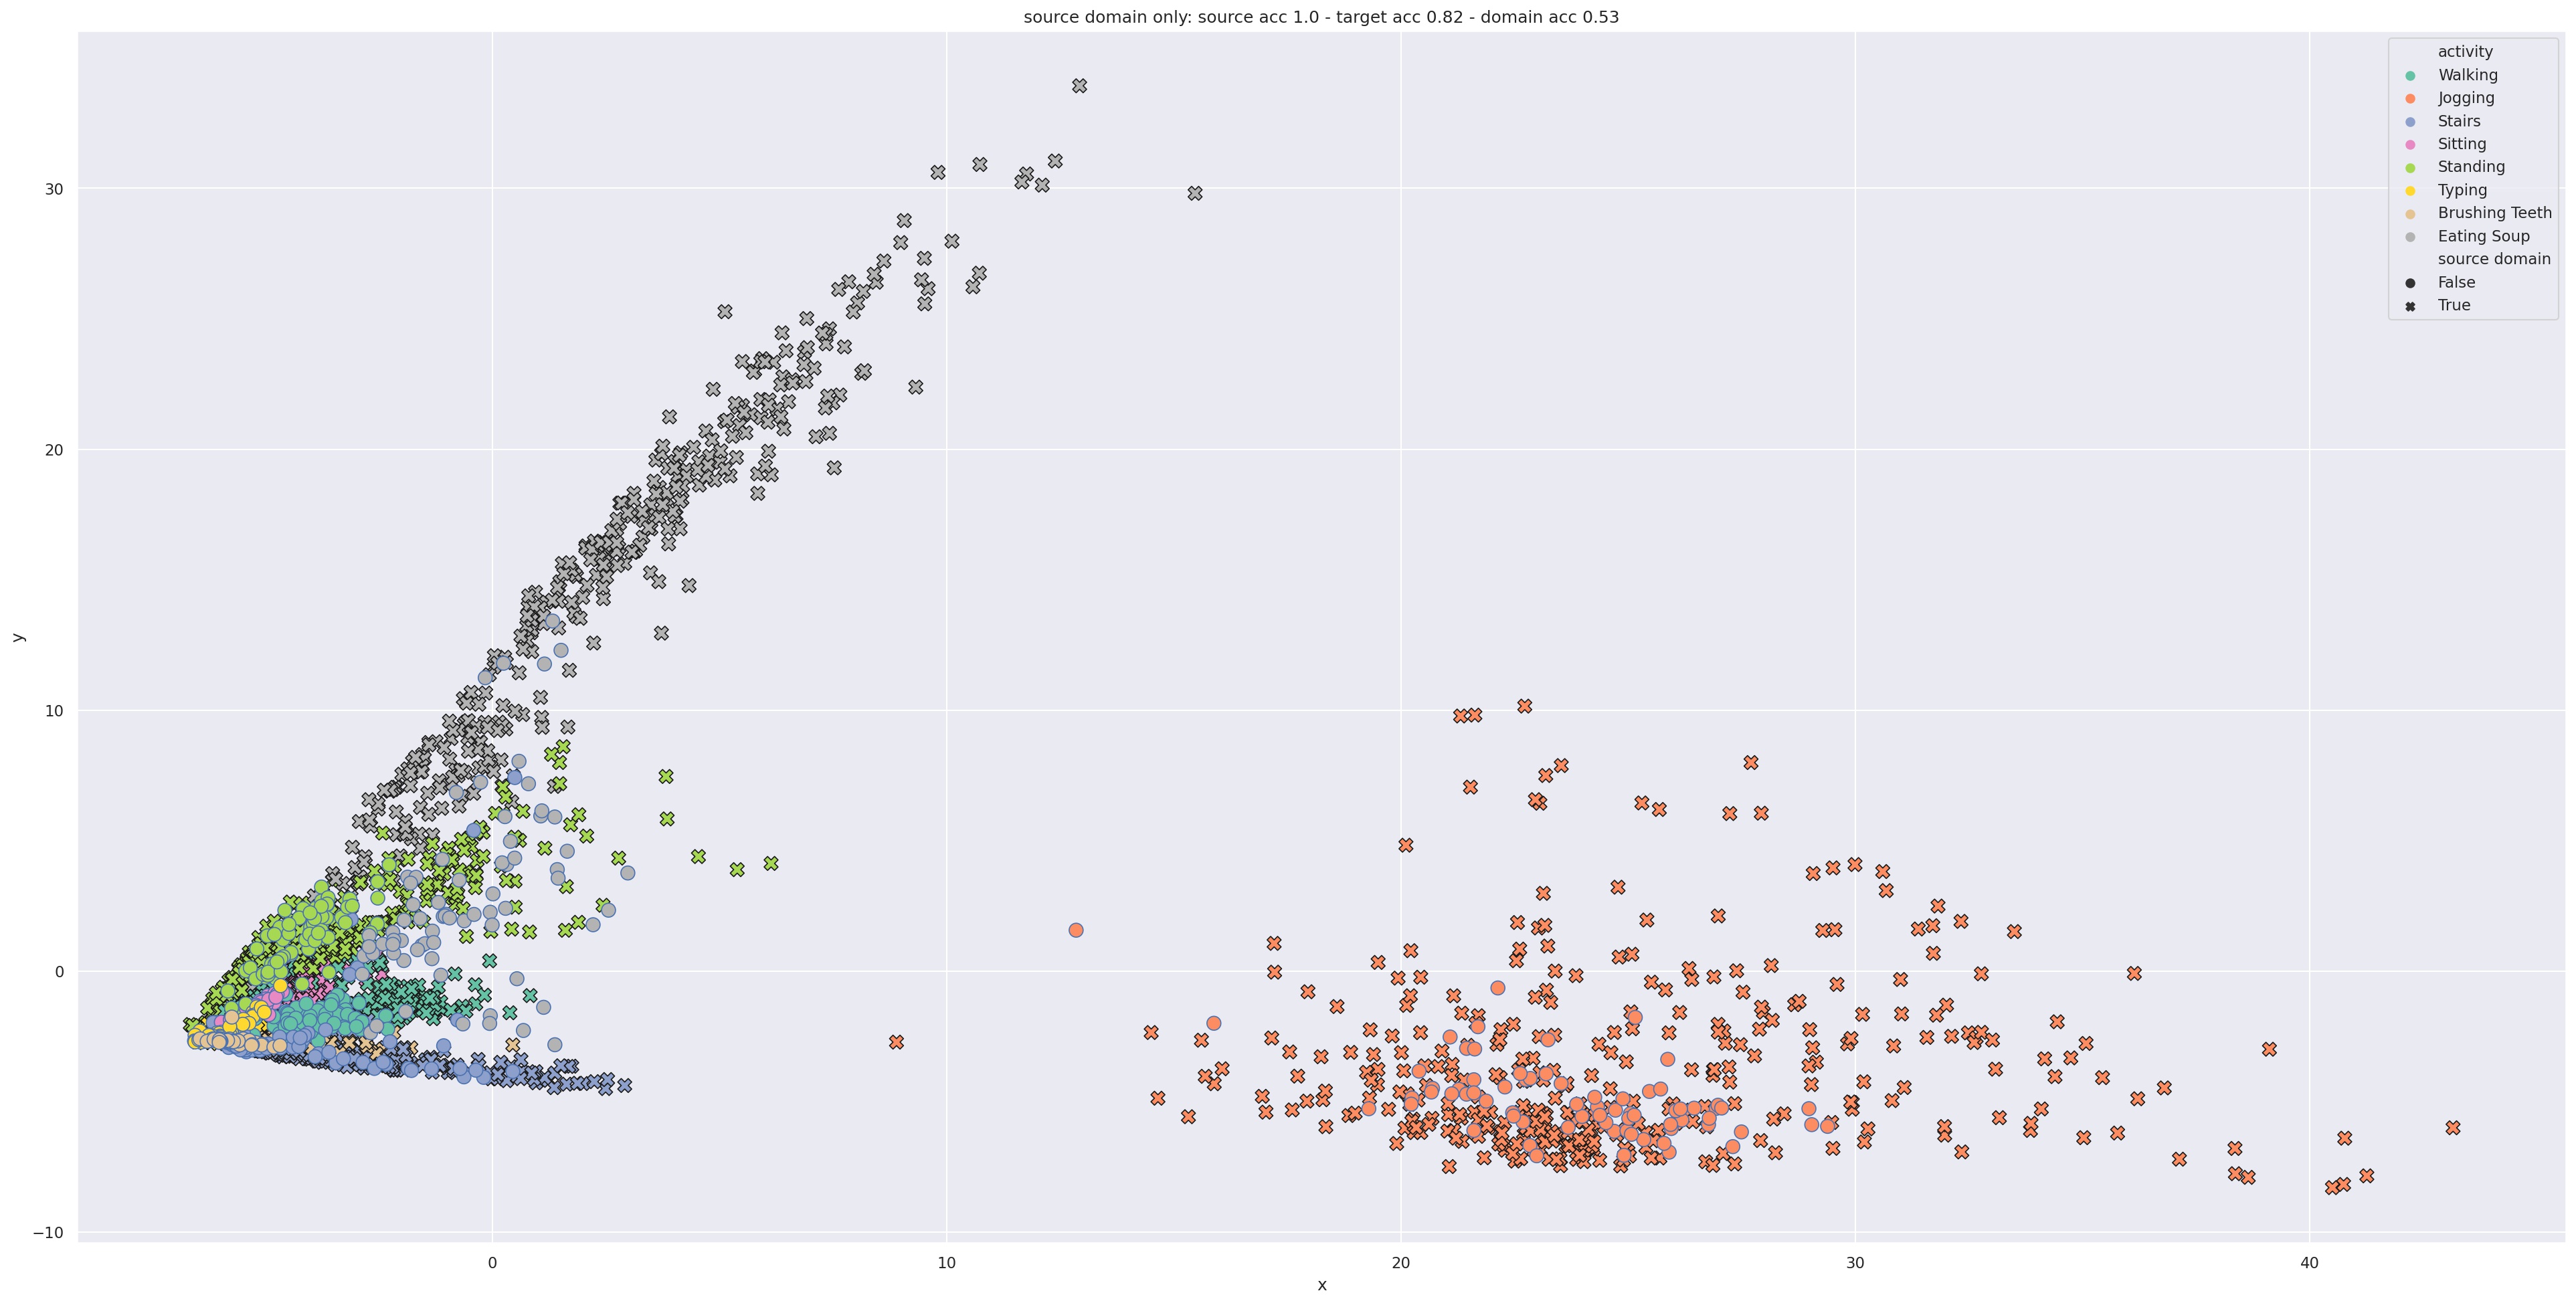 source domain only: source acc 1.0 - target acc 0.82 - domain acc 0.53
activity
Walking
Jogging
Stairs
Sitting
Standing
Typing
Brushing Teeth
Eating Soup
source domain
False
True
30
20
10
0
−10
y
0
10
20
30
40
x